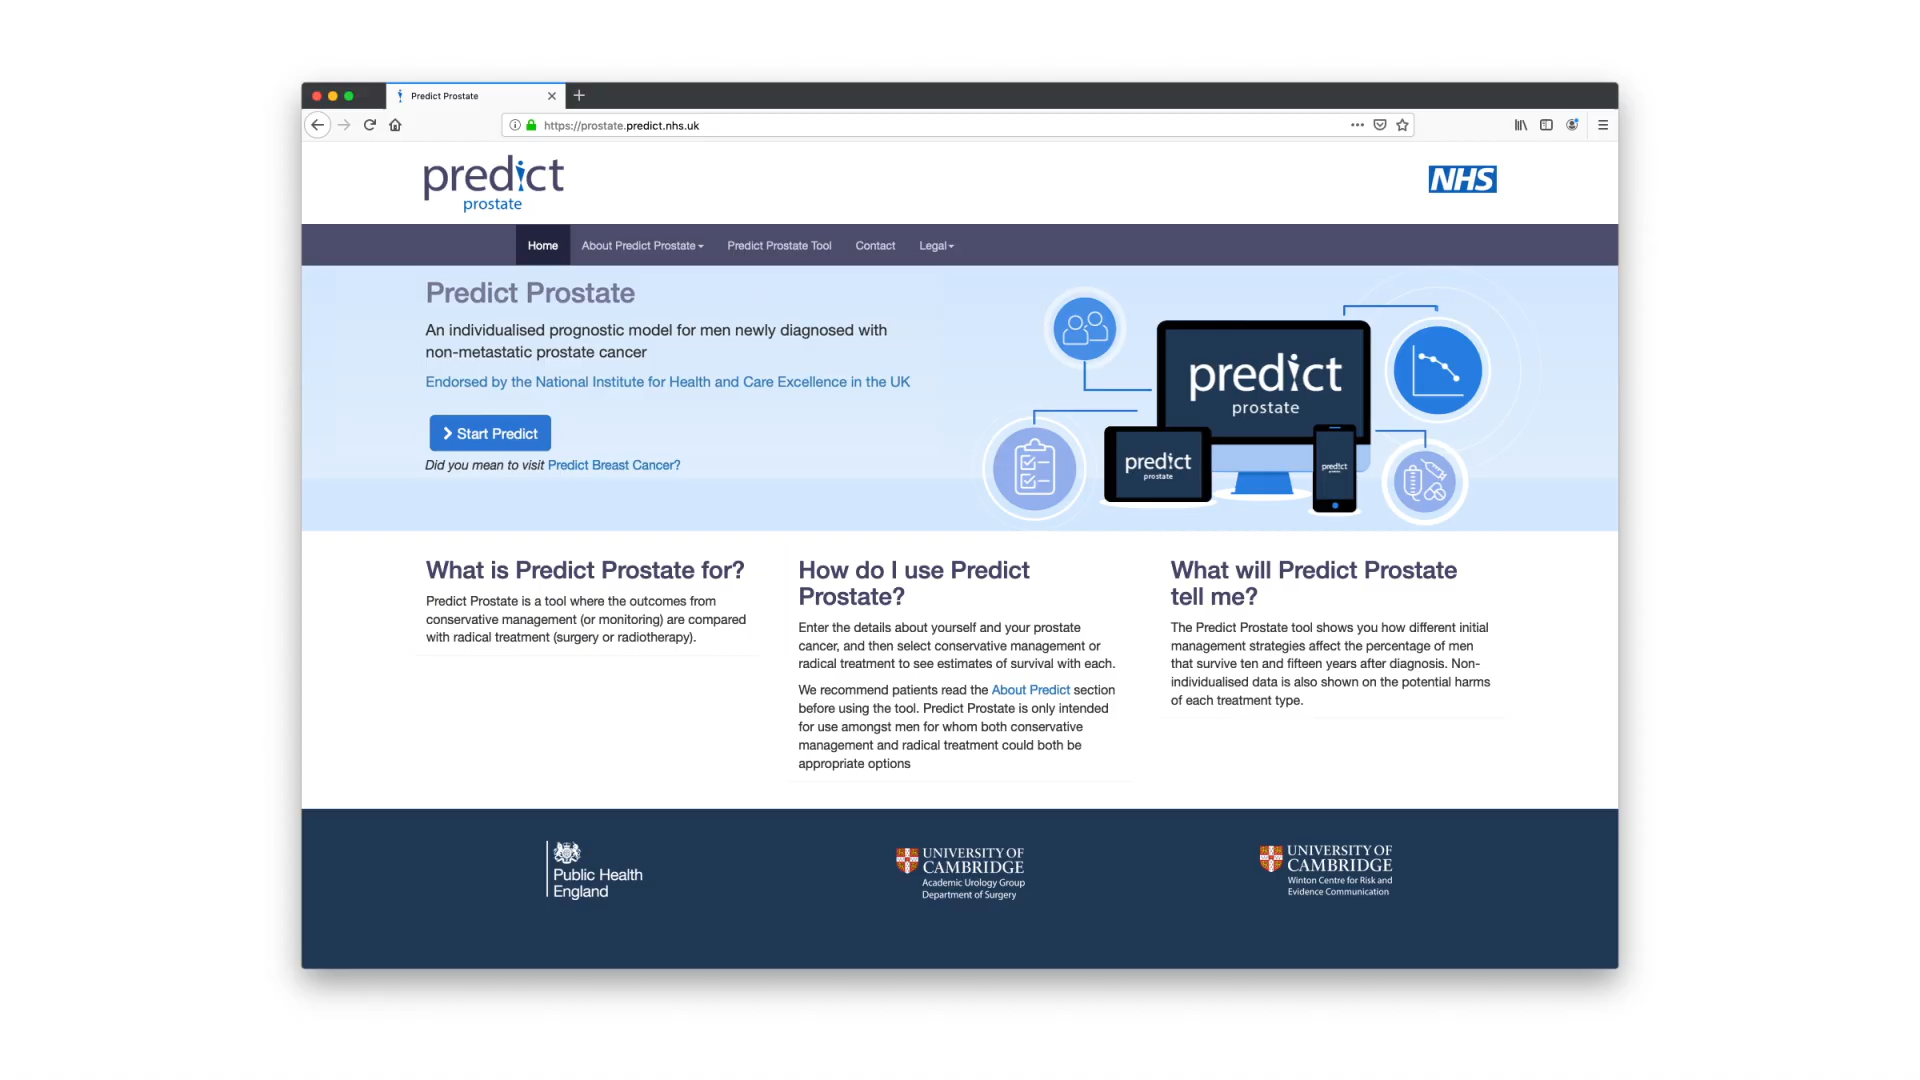 Predict Prostate
https://prostate.predict.nhs.uk
predict
prostate
NHS
Home
About Predict Prostate
Predict Prostate Tool
Contact
Legal
Predict Prostate
An individualised prognostic model for men newly diagnosed with
non-metastatic prostate cancer
Endorsed by the National Institute for Health and Care Excellence in the UK
Start Predict
Did you mean to visit Predict Breast Cancer?
predict
prostate
predict
prostate
predict
prostate
What is Predict Prostate for?
Predict Prostate is a tool where the outcomes from
conservative management (or monitoring) are compared
with radical treatment (surgery or radiotherapy).
How do I use Predict
Prostate?
Enter the details about yourself and your prostate
cancer, and then select conservative management or
radical treatment to see estimates of survival with each.
We recommend patients read the About Predict section
before using the tool. Predict Prostate is only intended
for use amongst men for whom both conservative
management and radical treatment could both be
appropriate options
What will Predict Prostate
tell me?
The Predict Prostate tool shows you how different initial
management strategies affect the percentage of men
that survive ten and fifteen years after diagnosis. Non-
individualised data is also shown on the potential harms
of each treatment type.
Public Health
England
UNIVERSITY OF
CAMBRIDGE
Academic Urology Group
Department of Surgery
UNIVERSITY OF
CAMBRIDGE
Winton Centre for Risk and
Evidence Communication